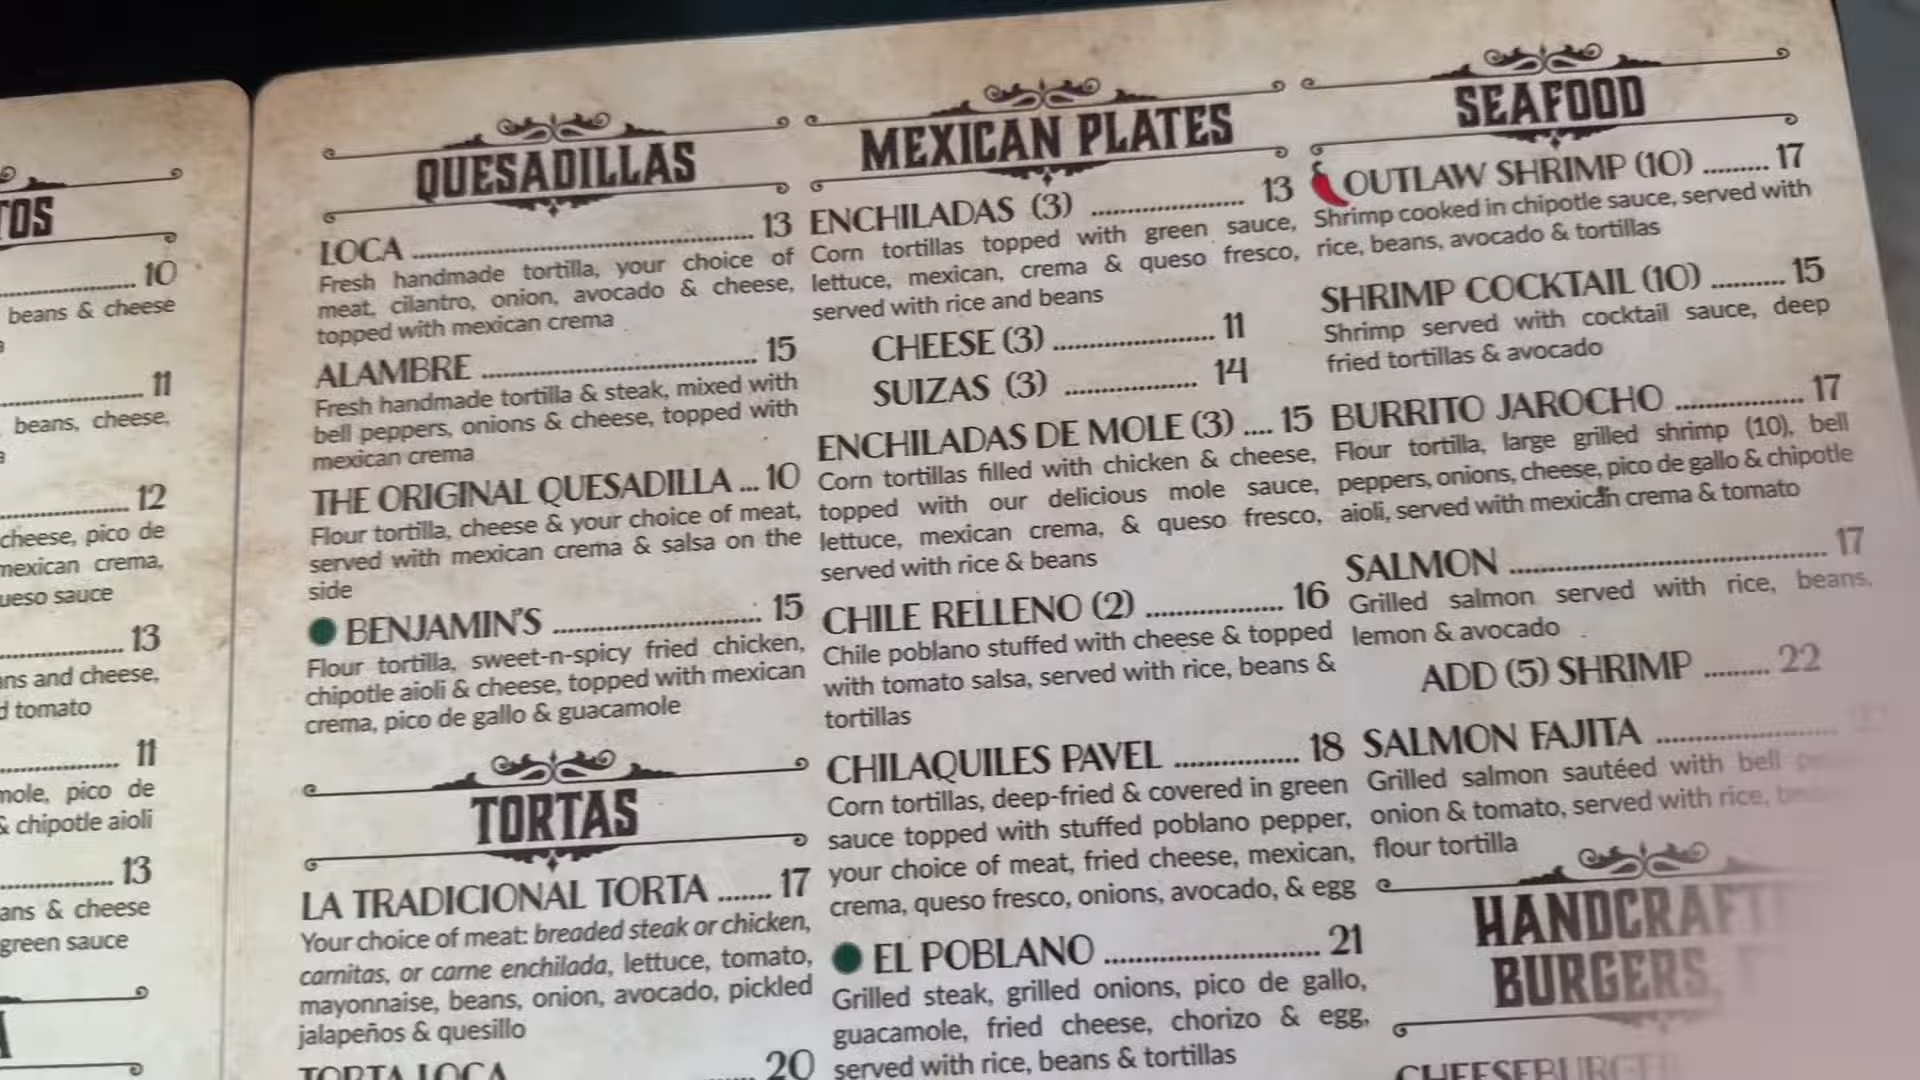 TOS
10
beans & cheese
11
beans, cheese,
12
cheese, pico de
mexican crema,
queso sauce
13
and cheese,
tomato
11
mole, pico de
& chipotle aioli
13
& cheese
green sauce
QUESADILLAS
LOCA ........ 13
Fresh handmade tortilla, your choice of
meat, cilantro, onion, avocado & cheese,
topped with mexican crema
ALAMBRE ........ 15
Fresh handmade tortilla & steak, mixed with
bell peppers, onions & cheese, topped with
mexican crema
THE ORIGINAL QUESADILLA ... 10
Flour tortilla, cheese & your choice of meat,
served with mexican crema & salsa on the
side
BENJAMIN'S ........ 15
Flour tortilla, sweet-n-spicy fried chicken,
chipotle aioli & cheese, topped with mexican
crema, pico de gallo & guacamole
TORTAS
LA TRADICIONAL TORTA ....... 17
Your choice of meat: breaded steak or chicken,
carnitas, or carne enchilada, lettuce, tomato,
mayonnaise, beans, onion, avocado, pickled
jalapeños & quesillo
TORTA LOCA ........ 20
MEXICAN PLATES
ENCHILADAS (3) ........ 13
Corn tortillas topped with green sauce,
lettuce, mexican, crema & queso fresco,
served with rice and beans
CHEESE (3) ........ 11
SUIZAS (3) ........ 14
ENCHILADAS DE MOLE (3) .... 15
Corn tortillas filled with chicken & cheese,
topped with our delicious mole sauce,
lettuce, mexican crema, & queso fresco,
served with rice & beans
CHILE RELLENO (2) ........ 16
Chile poblano stuffed with cheese & topped
with tomato salsa, served with rice, beans &
tortillas
CHILAQUILES PAVEL ........ 18
Corn tortillas, deep-fried & covered in green
sauce topped with stuffed poblano pepper,
your choice of meat, fried cheese, mexican,
crema, queso fresco, onions, avocado, & egg
EL POBLANO ........ 21
Grilled steak, grilled onions, pico de gallo,
guacamole, fried cheese, chorizo & egg,
served with rice, beans & tortillas
SEAFOOD
OUTLAW SHRIMP (10) ......... 17
Shrimp cooked in chipotle sauce, served with
rice, beans, avocado & tortillas
SHRIMP COCKTAIL (10) .......... 15
Shrimp served with cocktail sauce, deep
fried tortillas & avocado
BURRITO JAROCHO ........ 17
Flour tortilla, large grilled shrimp (10), bell
peppers, onions, cheese, pico de gallo & chipotle
aioli, served with mexican crema & tomato
SALMON ........ 17
Grilled salmon served with rice, beans,
lemon & avocado
ADD (5) SHRIMP ......... 22
SALMON FAJITA ........
Grilled salmon sautéed with bell
onion & tomato, served with rice,
flour tortilla
HANDCRAFT
BURGERS,
CHEESEBURGER